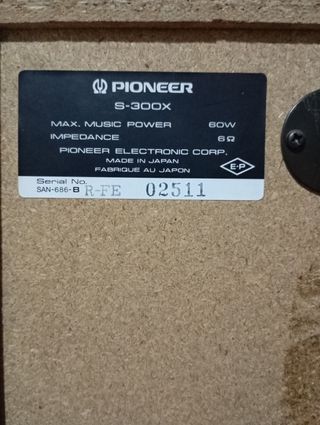 PIONEER
S-300X
MAX. MUSIC POWER 60W
IMPEDANCE 6Ω
PIONEER ELECTRONIC CORP.
MADE IN JAPAN
FABRIQUE AU JAPON
E-P
Serial No.
SAN-686-B R-FE 02511